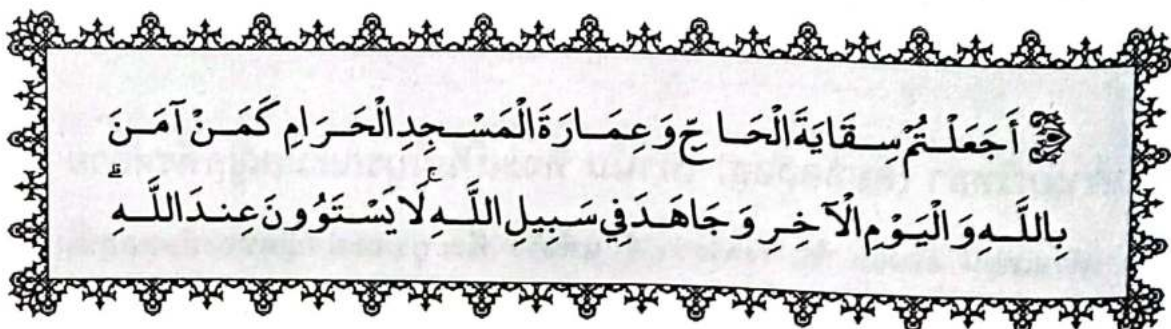 أَجَعَلْتُمْ سِقَايَةَ الْحَاجِّ وَعِمَارَةَ الْمَسْجِدِ الْحَرَامِ كَمَنْ آمَنَ
بِاللَّهِ وَالْيَوْمِ الْآخِرِ وَجَاهَدَ فِي سَبِيلِ اللَّهِ ۚ لَا يَسْتَوُونَ عِندَ اللَّهِ ۗ